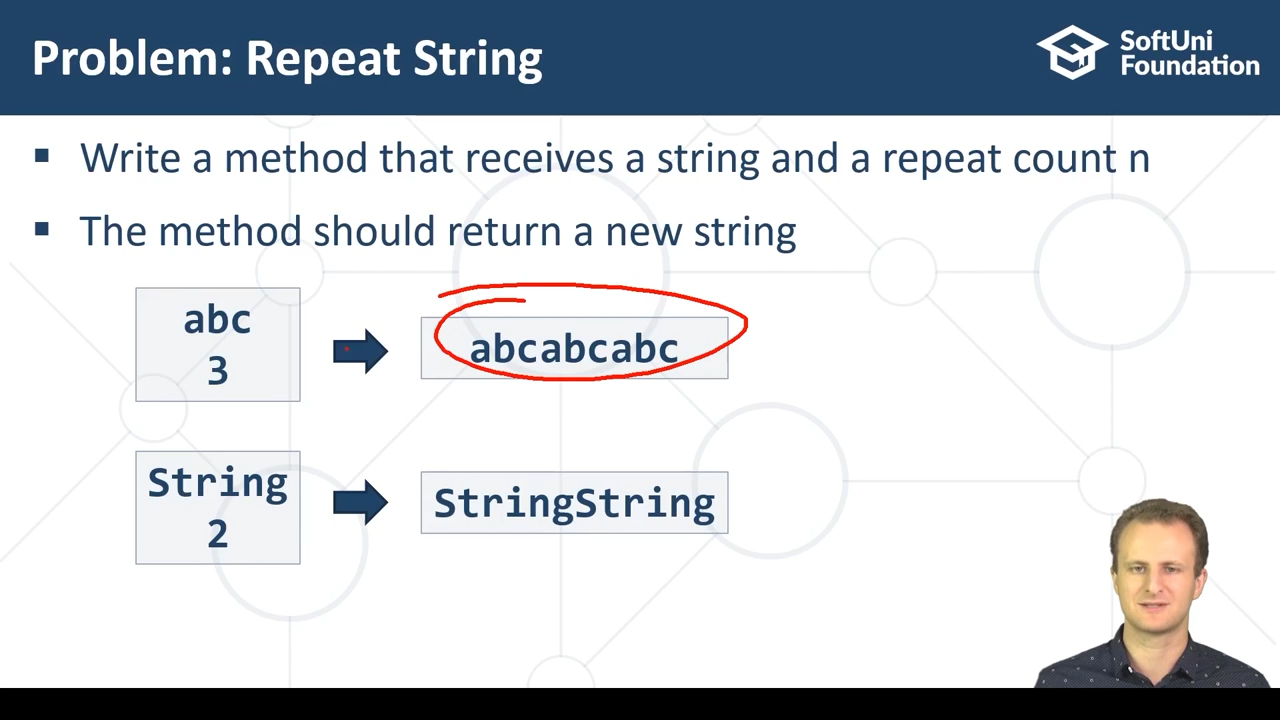 Problem: Repeat String
SoftUni
Foundation
▪ Write a method that receives a string and a repeat count n
▪ The method should return a new string
abc
3
abcabcabc
String
2
StringString